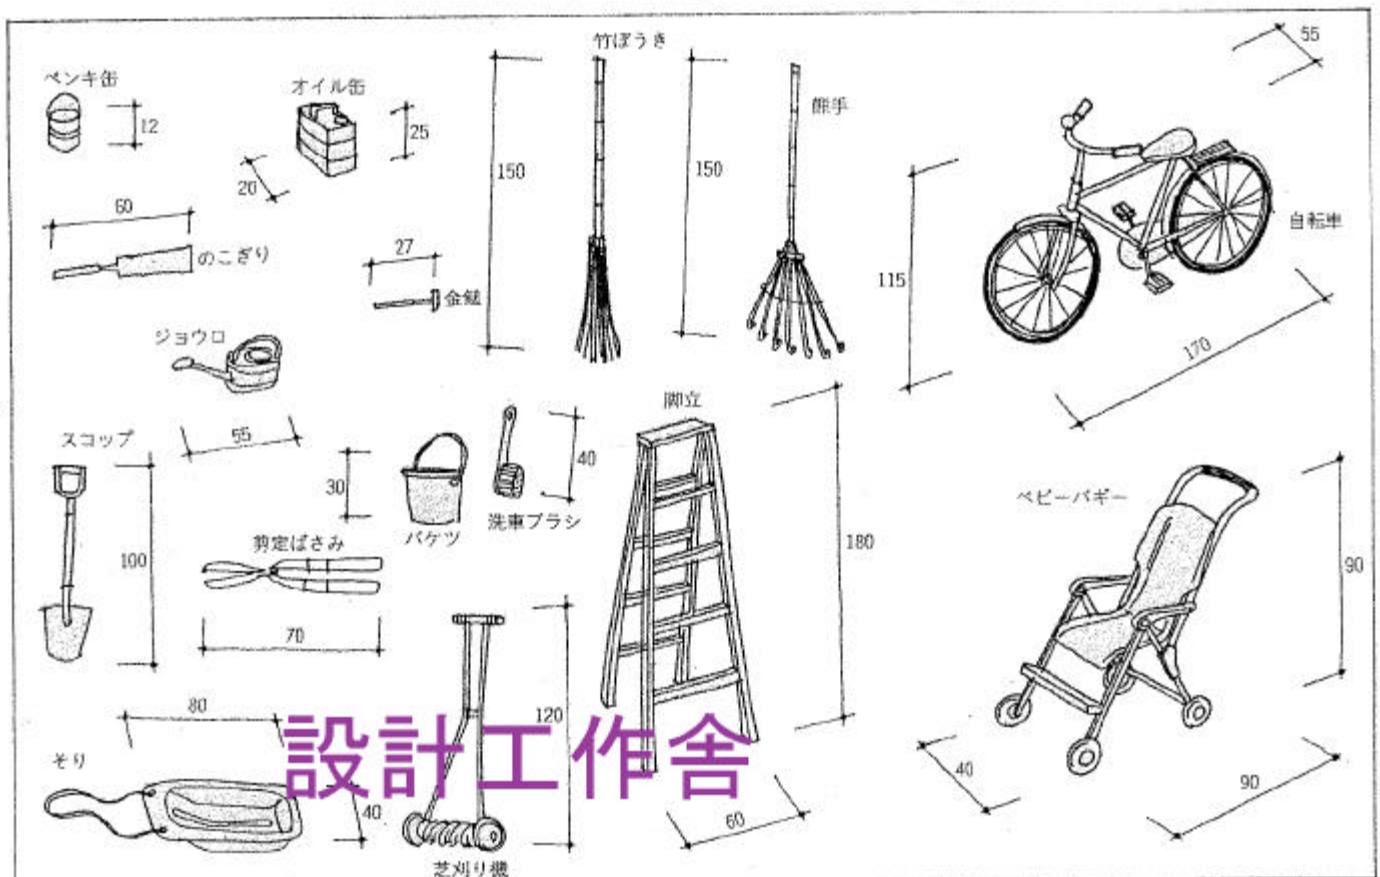 竹ぼうき
55
ペンキ缶
オイル缶
熊手
12
25
150
150
20
60
自転車
のこぎり
27
金鎚
115
ジョウロ
170
脚立
55
スコップ
40
30
ベビーバギー
洗車ブラシ
バケツ
剪定ばさみ
180
100
90
70
80
120
設計工作舎
そり
40
90
40
60
芝刈り機